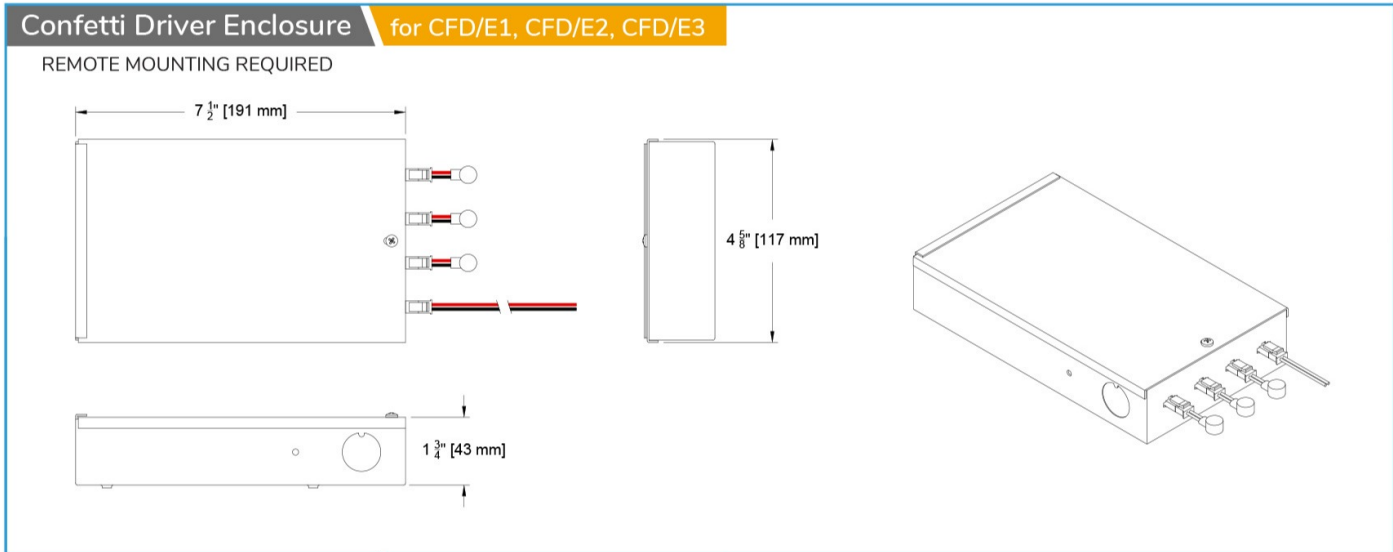 Confetti Driver Enclosure for CFD/E1, CFD/E2, CFD/E3
REMOTE MOUNTING REQUIRED
7 1/2" [191 mm]
4 5/8" [117 mm]
1 3/4" [43 mm]